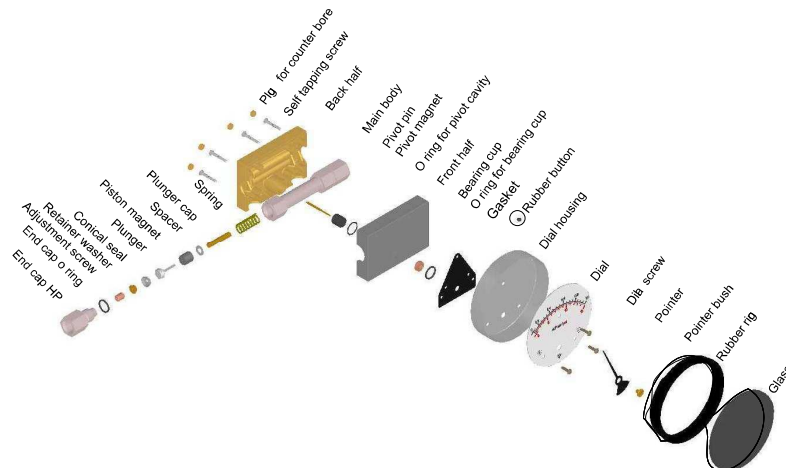 Plg for counter bore
Self tapping screw
Back half
Main body
Pivot pin
Pivot magnet
O ring for pivot cavity
Front half
Bearing cup
O ring for bearing cup
Gasket
Rubber button
Dial housing
Dial
Dia screw
Pointer
Pointer bush
Rubber rig
Glass
Spring
Plunger cap
Spacer
Piston magnet
Plunger
Conical seal
Retainer washer
Adjustment screw
End cap o ring
End cap HP